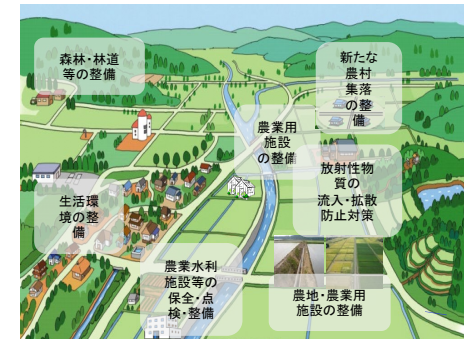 森林・林道
等の整備
新たな
農村
集落
の整
備
農業用
施設
の整備
放射性物
質の
流入・拡散
防止対策
生活環
境の整
備
農業水利
施設等の
保全・点
検・整備
農地・農業用
施設の整備